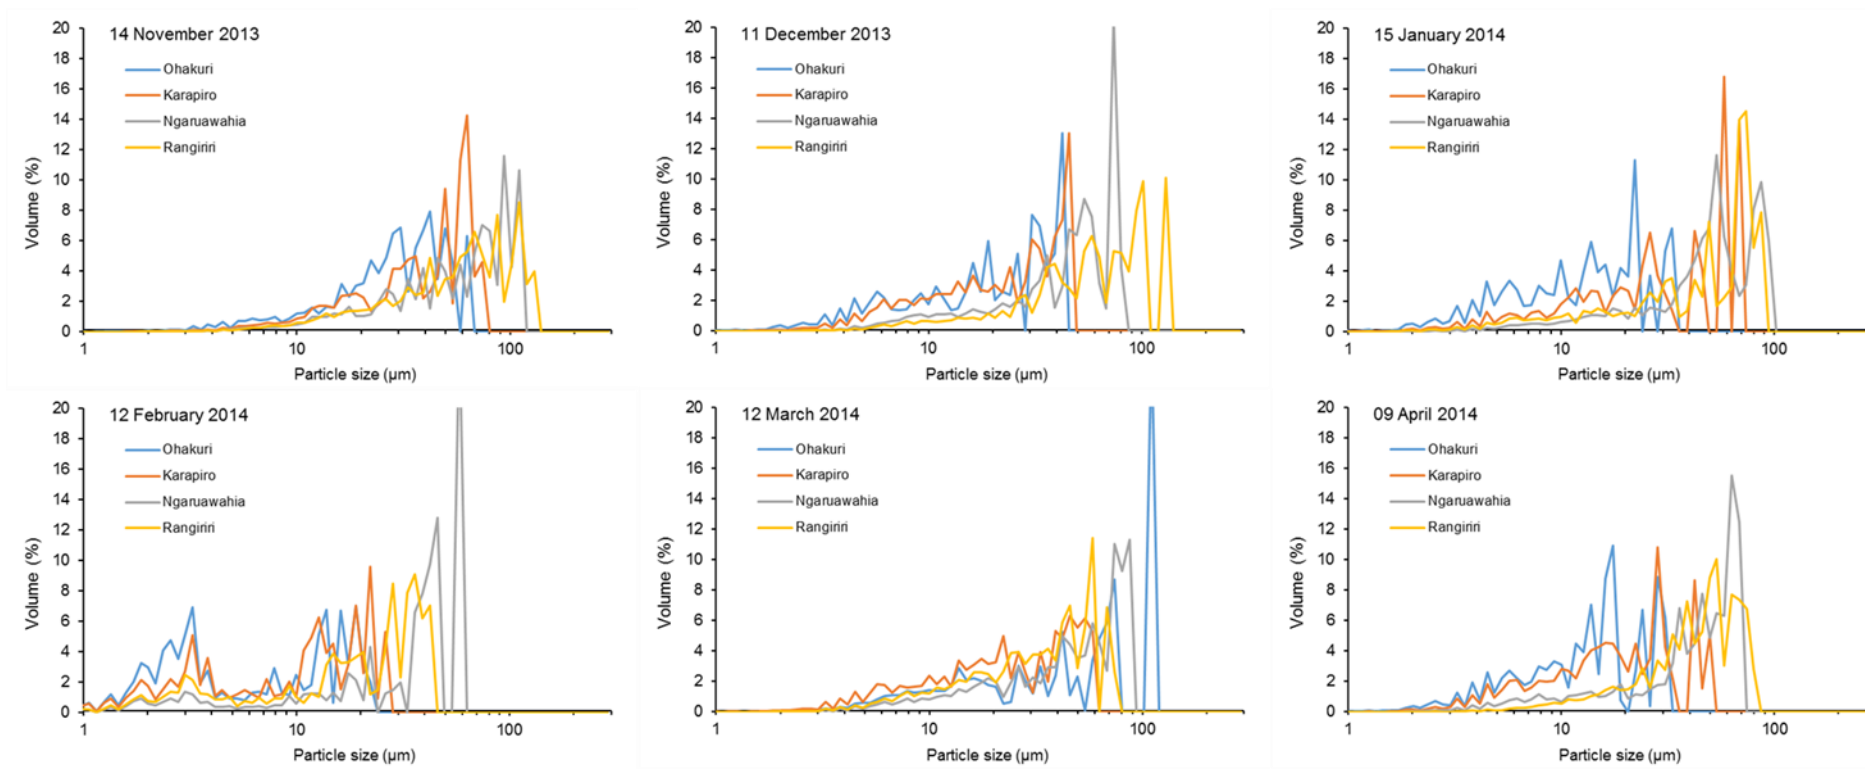 14 November 2013
Ohakuri
Karapiro
Ngaruawahia
Rangiriri
20
18
16
14
12
10
8
6
4
2
0
Volume (%)
1
10
100
Particle size (µm)
11 December 2013
Ohakuri
Karapiro
Ngaruawahia
Rangiriri
20
18
16
14
12
10
8
6
4
2
0
Volume (%)
1
10
100
Particle size (µm)
15 January 2014
Ohakuri
Karapiro
Ngaruawahia
Rangiriri
20
18
16
14
12
10
8
6
4
2
0
Volume (%)
1
10
100
Particle size (µm)
12 February 2014
Ohakuri
Karapiro
Ngaruawahia
Rangiriri
20
18
16
14
12
10
8
6
4
2
0
Volume (%)
1
10
100
Particle size (µm)
12 March 2014
Ohakuri
Karapiro
Ngaruawahia
Rangiriri
20
18
16
14
12
10
8
6
4
2
0
Volume (%)
1
10
100
Particle size (µm)
09 April 2014
Ohakuri
Karapiro
Ngaruawahia
Rangiriri
20
18
16
14
12
10
8
6
4
2
0
Volume (%)
1
10
100
Particle size (µm)